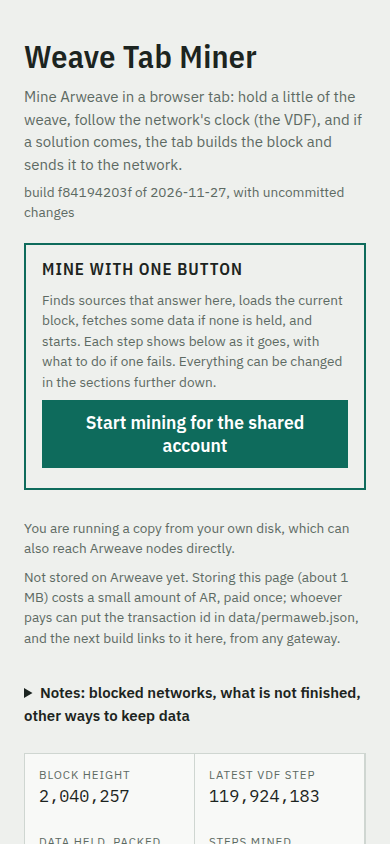 Weave Tab Miner
Mine Arweave in a browser tab: hold a little of the
weave, follow the network's clock (the VDF), and if
a solution comes, the tab builds the block and
sends it to the network.
build f84194203f of 2026-11-27, with uncommitted
changes
MINE WITH ONE BUTTON
Finds sources that answer here, loads the current
block, fetches some data if none is held, and
starts. Each step shows below as it goes, with
what to do if one fails. Everything can be changed
in the sections further down.
Start mining for the shared
account
You are running a copy from your own disk, which can
also reach Arweave nodes directly.
Not stored on Arweave yet. Storing this page (about 1
MB) costs a small amount of AR, paid once; whoever
pays can put the transaction id in data/permaweb.json,
and the next build links to it here, from any gateway.
▶ Notes: blocked networks, what is not finished,
other ways to keep data
BLOCK HEIGHT
2,040,257
LATEST VDF STEP
119,924,183
DATA HELD, PACKED
STEPS MINED